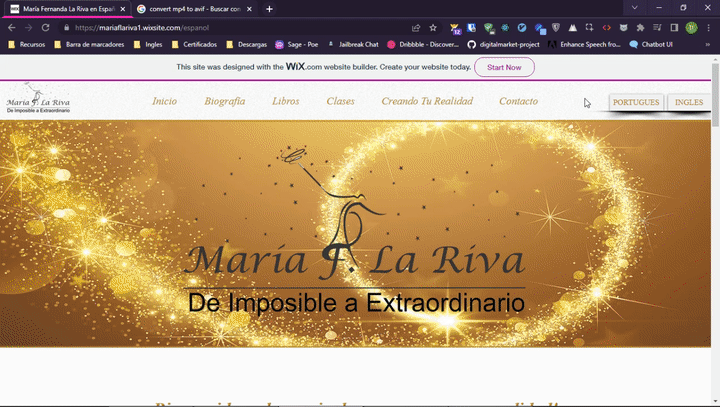 María Fernanda La Riva en Españ
convert mp4 to avif - Buscar con
https://mariaflariva1.wixsite.com/espanol
12
Recursos
Barra de marcadores
Ingles
Certificados
Descargas
Sage - Poe
Jailbreak Chat
Dribbble - Discover...
digitalmarket-project
Enhance Speech from...
Chatbot UI
This site was designed with the WiX.com website builder. Create your website today. Start Now
María F. La Riva
De Imposible a Extraordinario
Inicio
Biografía
Libros
Clases
Creando Tu Realidad
Contacto
PORTUGUES
INGLES
María F. La Riva
De Imposible a Extraordinario